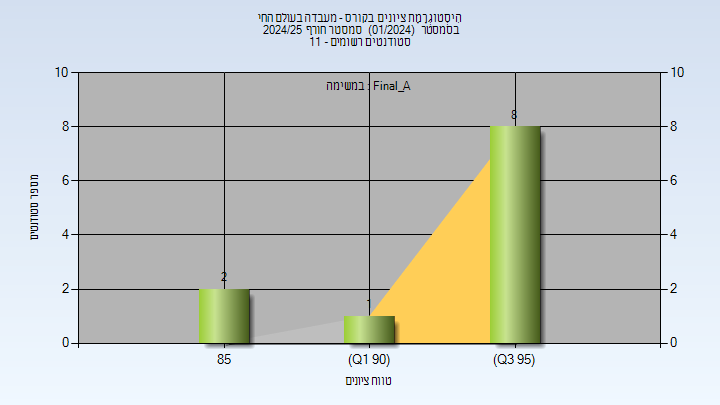 היסטוגרמת ציונים בקורס - מעבדה בעולם החי
בסמסטר (01/2024) סמסטר חורף 2024/25
סטודנטים רשומים - 11
במשימה : Final_A
מספר סטודנטים
10
8
6
4
2
0
10
8
6
4
2
0
2
1
8
85
(Q1 90)
(Q3 95)
טווח ציונים